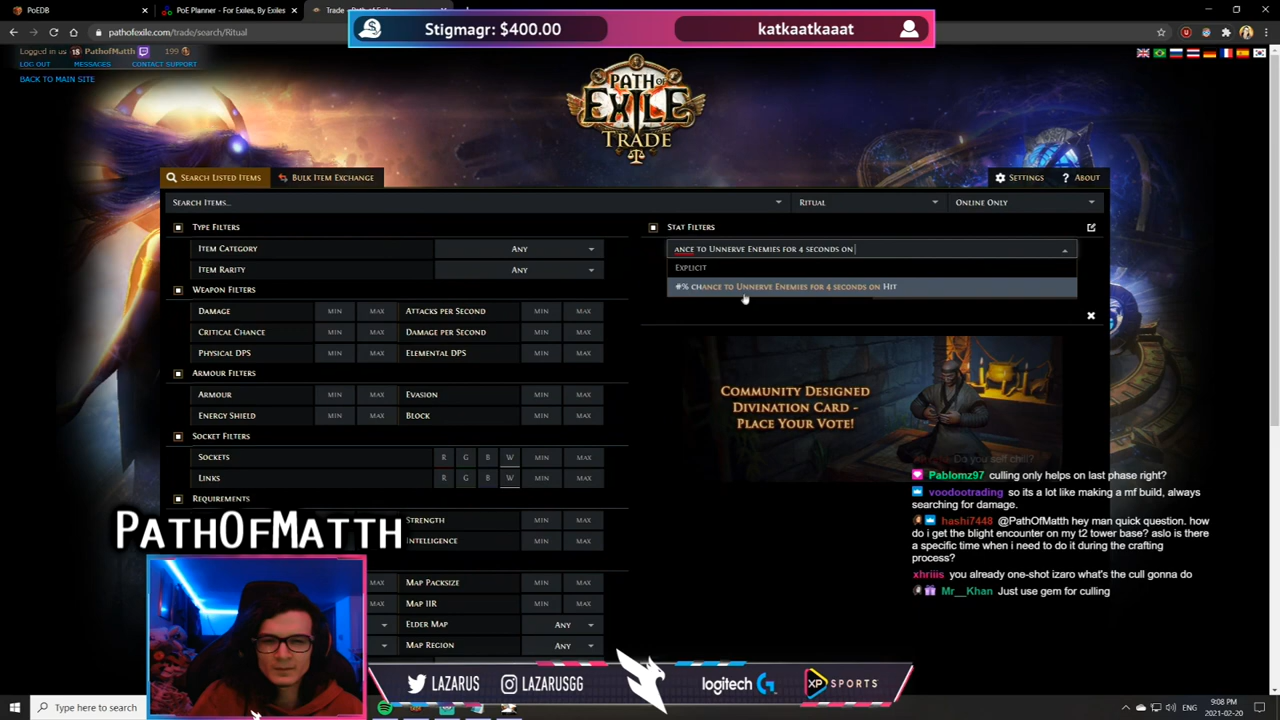 PoEDB
PoE Planner - For Exiles, By Exiles
Trade
Stigmagr: $400.00
katkaatkaaat
pathofexile.com/trade/search/Ritual
Logged in as
PathofMatth
199
LOG OUT
MESSAGES
CONTACT SUPPORT
BACK TO MAIN SITE
PATH OF
EXILE
TRADE
Search Listed Items
Bulk Item Exchange
Settings
? About
Search Items...
Ritual
Online Only
Type Filters
Item Category
Any
Item Rarity
Any
Weapon Filters
Damage
MIN
MAX
Attacks per Second
MIN
MAX
Critical Chance
MIN
MAX
Damage per Second
MIN
MAX
Physical DPS
MIN
MAX
Elemental DPS
MIN
MAX
Armour Filters
Armour
MIN
MAX
Evasion
MIN
MAX
Energy Shield
MIN
MAX
Block
MIN
MAX
Socket Filters
Sockets
R
G
B
W
MIN
MAX
Links
R
G
B
W
MIN
MAX
Requirements
Strength
MIN
MAX
Intelligence
MIN
MAX
MAX
Map Packsize
MIN
MAX
MAX
Map IIR
MIN
MAX
Elder Map
Any
Map Region
Any
Stat Filters
ance to Unnerve Enemies for 4 seconds on
Explicit
#% chance to Unnerve Enemies for 4 seconds on Hit
Community Designed
Divination Card -
Place Your Vote!
Do you sell chill?
Pablomz97 culling only helps on last phase right?
voodootrading so its a lot like making a mf build, always
searching for damage.
hashi7448 @PathOfMatth hey man quick question. how
do i get the blight encounter on my t2 tower base? aslo is there
a specific time when i need to do it during the crafting
process?
xhriiis you already one-shot izaro what's the cull gonna do
Mr__Khan Just use gem for culling
PathOfMatth
LAZARUS
LAZARUSGG
logitech G
XP SPORTS
Type here to search
ENG
9:08 PM
2021-02-20